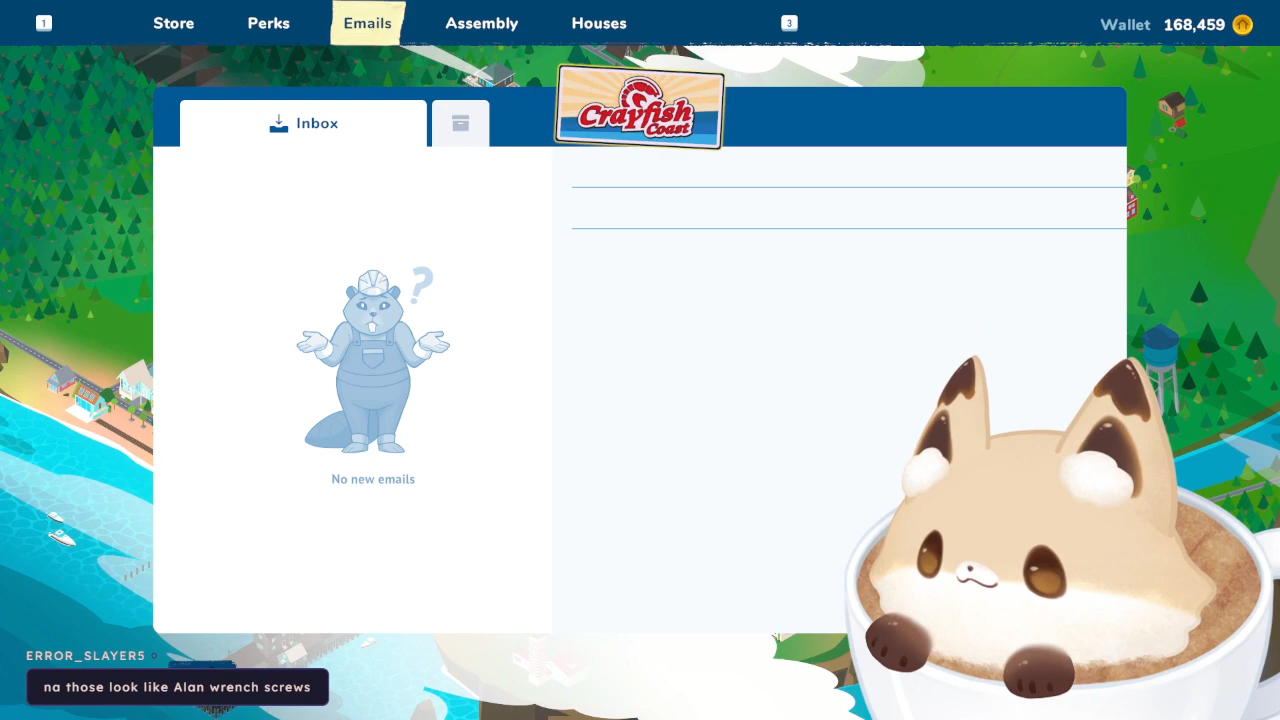 1
Store
Perks
Emails
Assembly
Houses
3
Wallet 168,459
Inbox
Crayfish
Coast
?
No new emails
ERROR_SLAYER5
na those look like Alan wrench screws